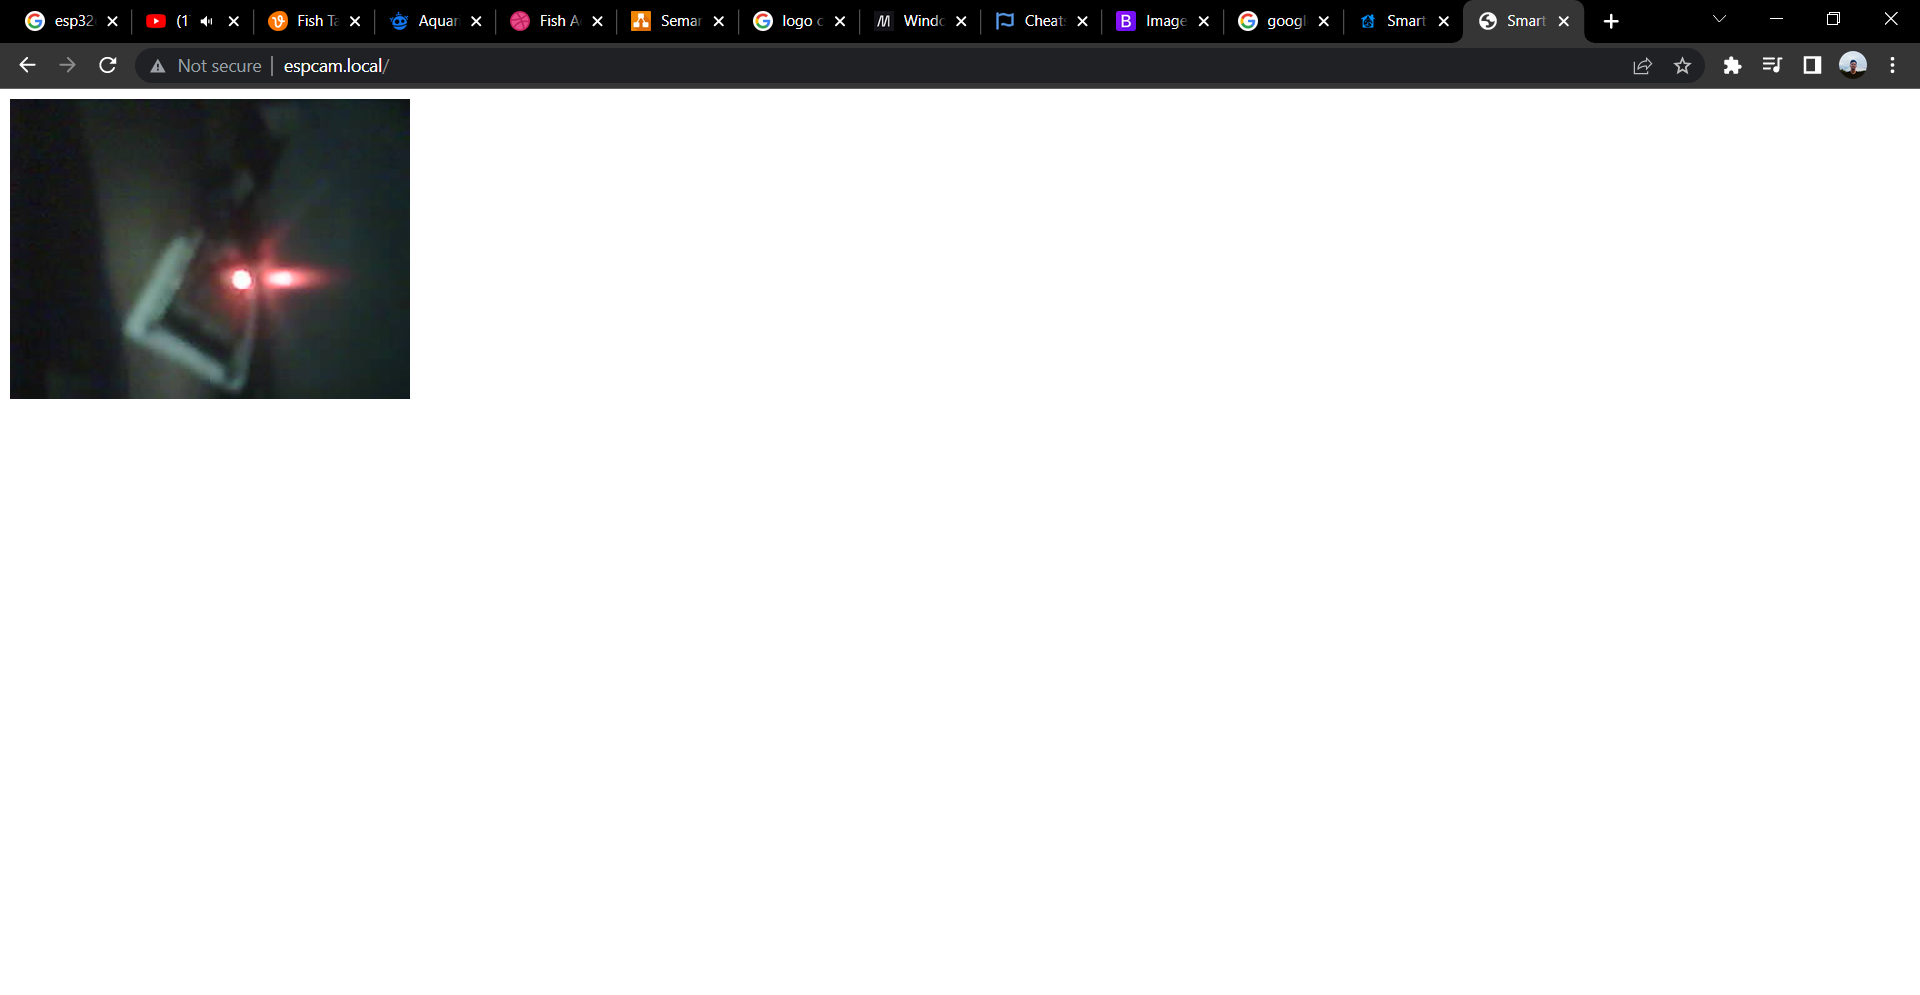 esp32
(1
Fish Ta
Aquar
Fish A
Semar
logo c
Windo
Cheat
Image
googl
Smart
Smart
Not secure
espcam.local/